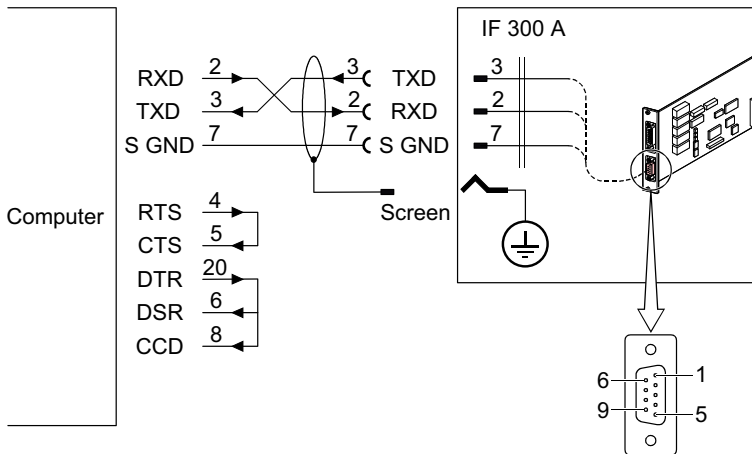 IF 300 A
RXD 2 3 TXD 3
TXD 3 2 RXD 2
S GND 7 7 S GND 7
Computer
RTS 4
Screen
CTS 5
DTR 20
DSR 6
CCD 8
6 1
9 5